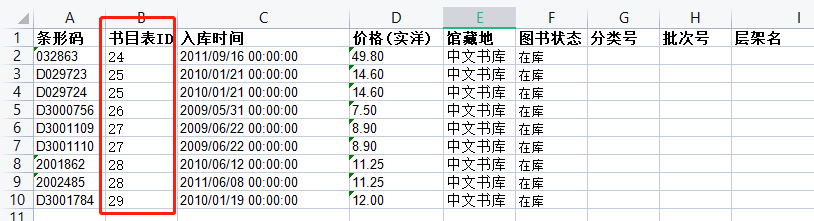 A B C D E F G H I
1 条形码 书目表ID 入库时间 价格(实洋) 馆藏地 图书状态 分类号 批次号 层架名
2 032863 24 2011/09/16 00:00:00 49.80 中文书库 在库
3 D029723 25 2010/01/21 00:00:00 14.60 中文书库 在库
4 D029724 25 2010/01/21 00:00:00 14.60 中文书库 在库
5 D3000756 26 2009/05/31 00:00:00 7.50 中文书库 在库
6 D3001109 27 2009/06/22 00:00:00 8.90 中文书库 在库
7 D3001110 27 2009/06/22 00:00:00 8.90 中文书库 在库
8 2001862 28 2010/06/12 00:00:00 11.25 中文书库 在库
9 2002485 28 2011/06/08 00:00:00 11.25 中文书库 在库
10 D3001784 29 2010/01/19 00:00:00 12.00 中文书库 在库
11